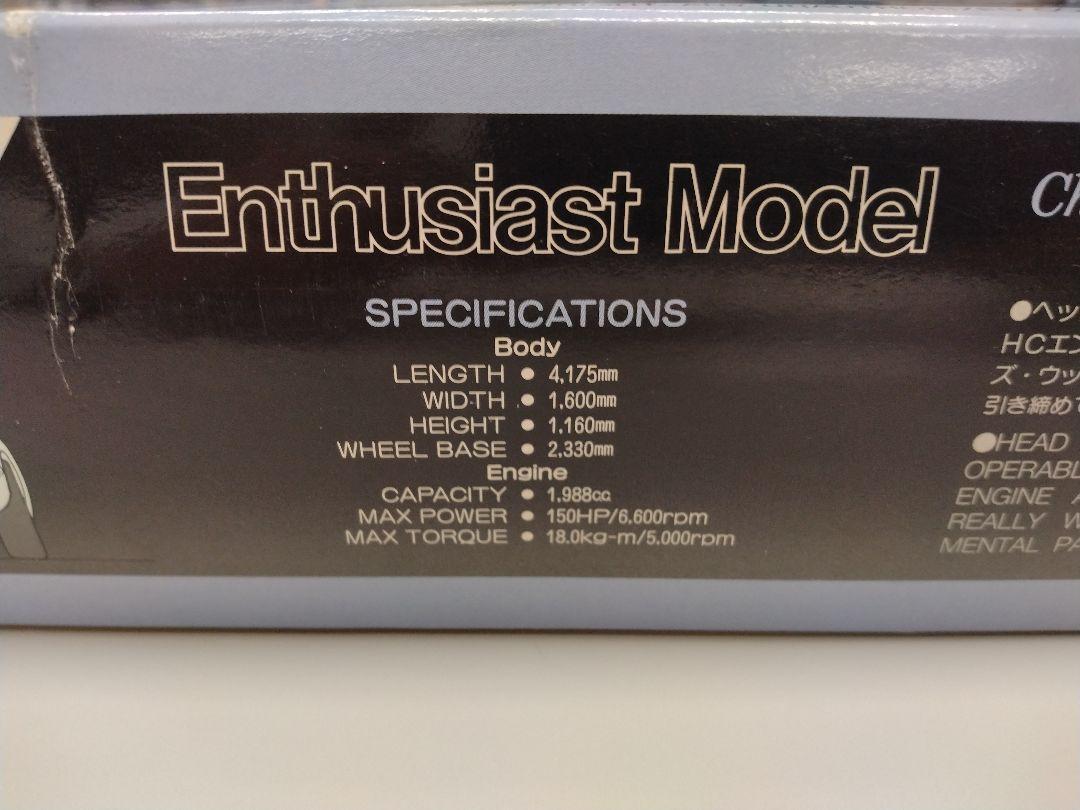 Enthusiast Model
SPECIFICATIONS
Body
LENGTH ● 4,175mm
WIDTH ● 1,600mm
HEIGHT ● 1,160mm
WHEEL BASE ● 2,330mm
Engine
CAPACITY ● 1,988cc
MAX POWER ● 150HP/6,600rpm
MAX TORQUE ● 18.0kg-m/5,000rpm
●ヘッ
HCエン
ズ・ウッ
引き締めて
●HEAD
OPERABL
ENGINE A
REALLY W
MENTAL PA